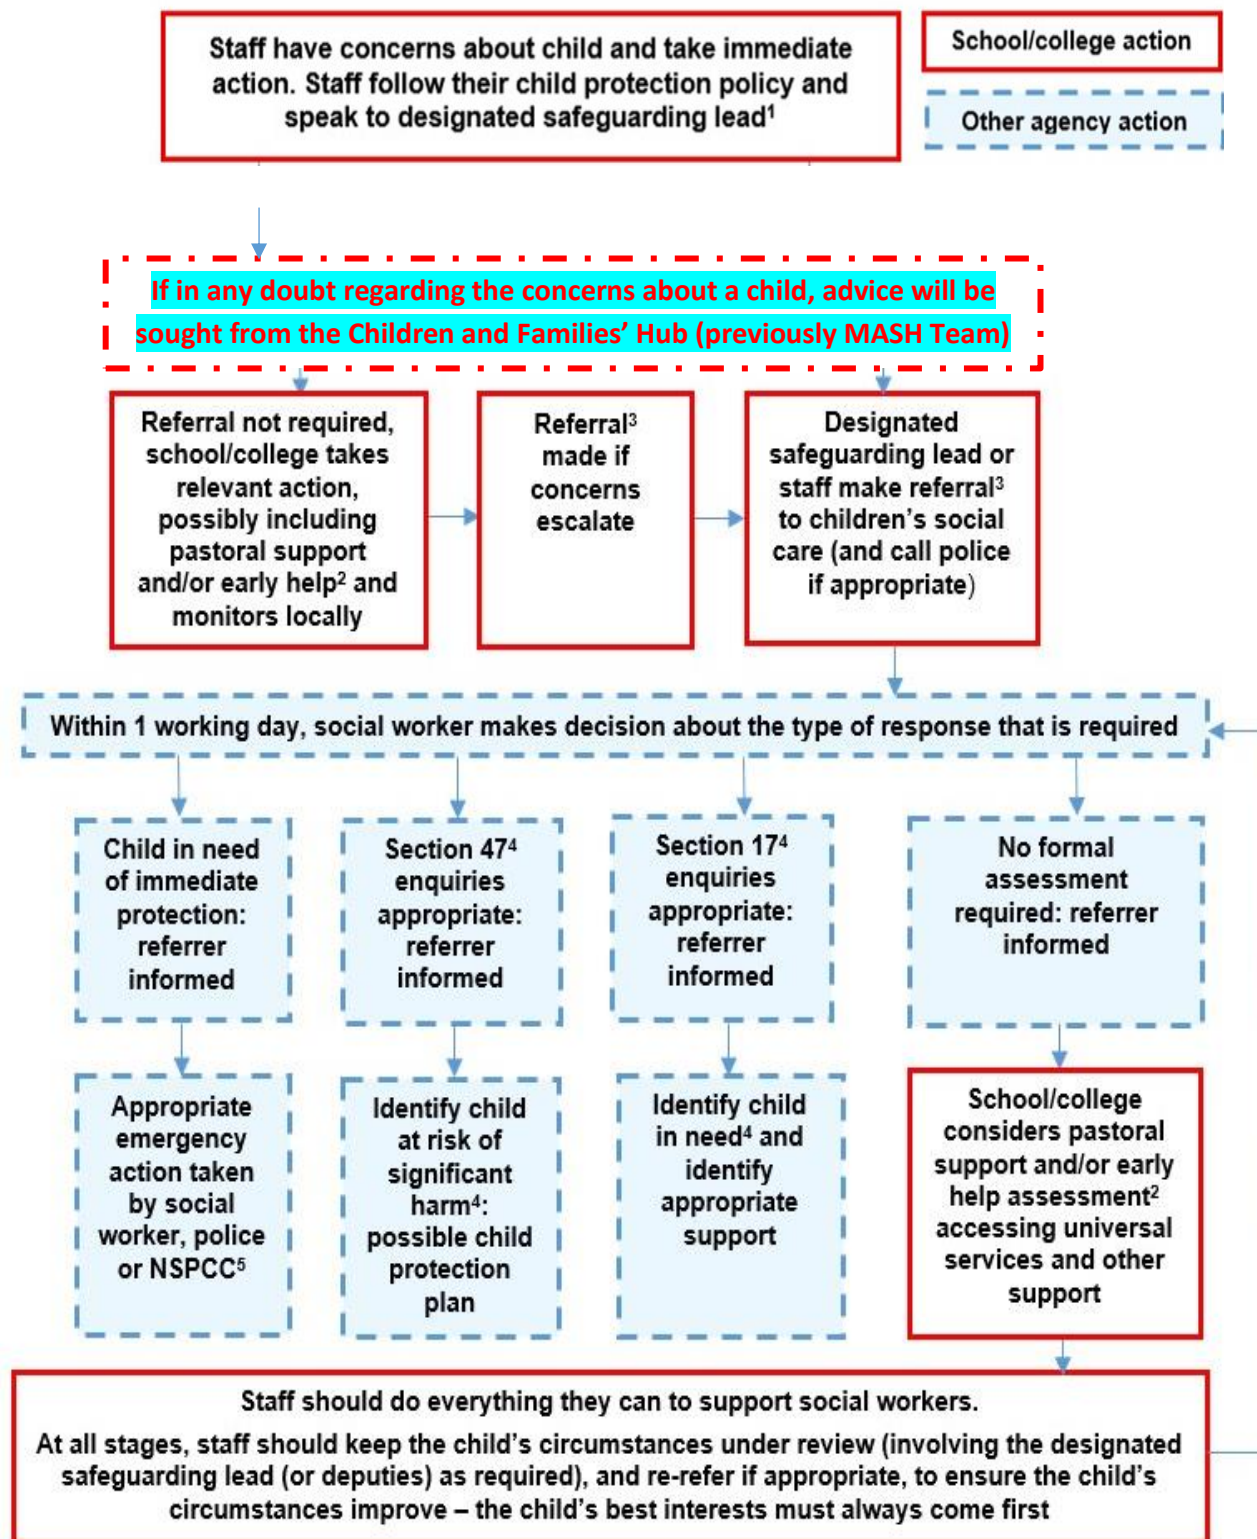 Staff have concerns about child and take immediate
action. Staff follow their child protection policy and
speak to designated safeguarding lead¹
School/college action
Other agency action
If in any doubt regarding the concerns about a child, advice will be
sought from the Children and Families’ Hub (previously MASH Team)
Referral not required,
school/college takes
relevant action,
possibly including
pastoral support
and/or early help² and
monitors locally
Referral³
made if
concerns
escalate
Designated
safeguarding lead or
staff make referral³
to children’s social
care (and call police
if appropriate)
Within 1 working day, social worker makes decision about the type of response that is required
Child in need
of immediate
protection:
referrer
informed
Section 47⁴
enquiries
appropriate:
referrer
informed
Section 17⁴
enquiries
appropriate:
referrer
informed
No formal
assessment
required: referrer
informed
Appropriate
emergency
action taken
by social
worker, police
or NSPCC⁵
Identify child
at risk of
significant
harm⁴:
possible child
protection
plan
Identify child
in need⁴ and
identify
appropriate
support
School/college
considers pastoral
support and/or early
help assessment²
accessing universal
services and other
support
Staff should do everything they can to support social workers.
At all stages, staff should keep the child’s circumstances under review (involving the designated
safeguarding lead (or deputies) as required), and re-refer if appropriate, to ensure the child’s
circumstances improve – the child’s best interests must always come first